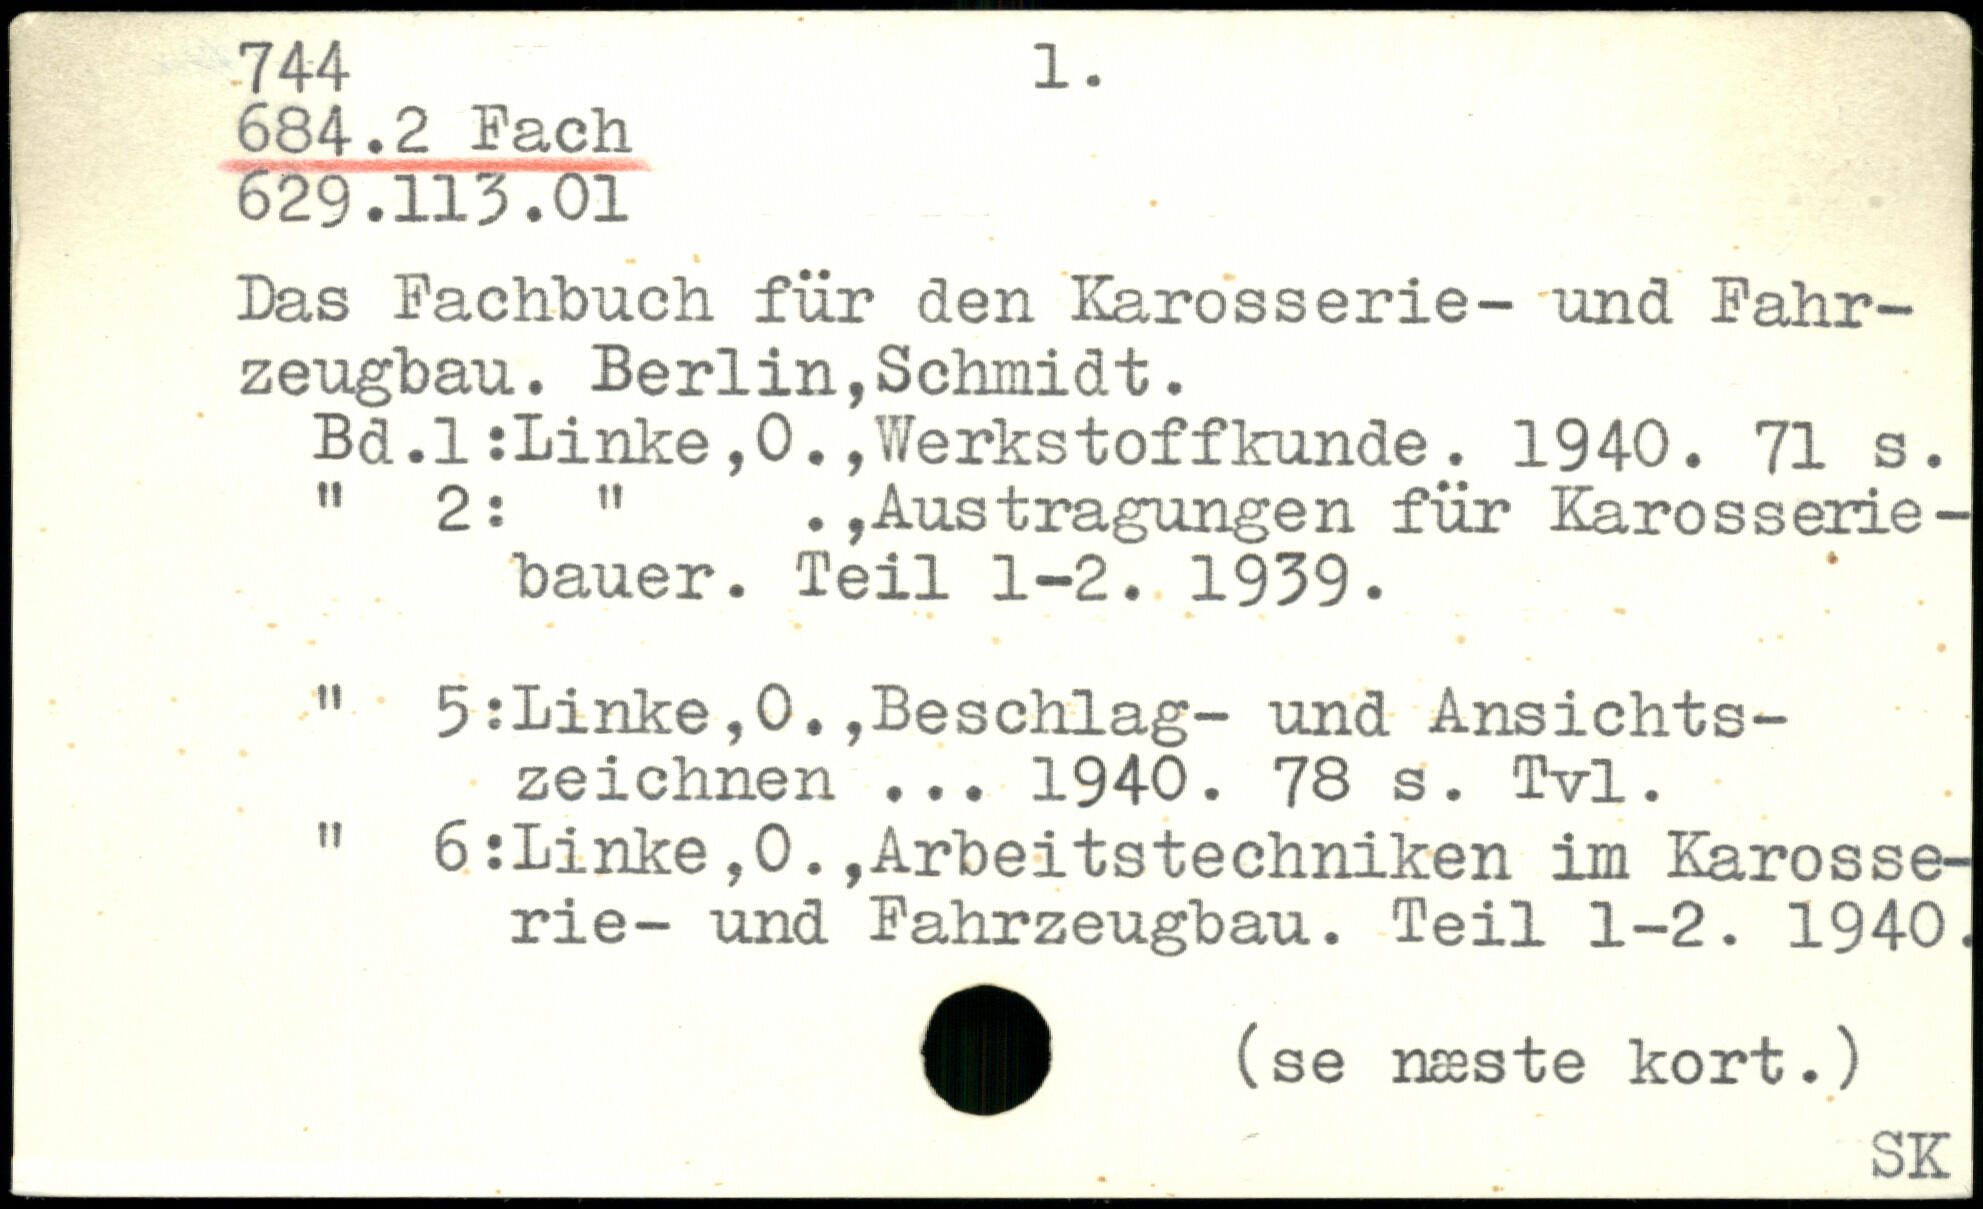 744 1.
684.2 Fach
629.113.01
Das Fachbuch für den Karosserie- und Fahr-
zeugbau. Berlin,Schmidt.
Bd.1:Linke,O.,Werkstoffkunde. 1940. 71 s.
" 2: " .,Austragungen für Karosserie-
bauer. Teil 1-2. 1939.
" 5:Linke,O.,Beschlag- und Ansichts-
zeichnen ... 1940. 78 s. Tvl.
" 6:Linke,O.,Arbeitstechniken im Karosse-
rie- und Fahrzeugbau. Teil 1-2. 1940.
(se næste kort.)
SK